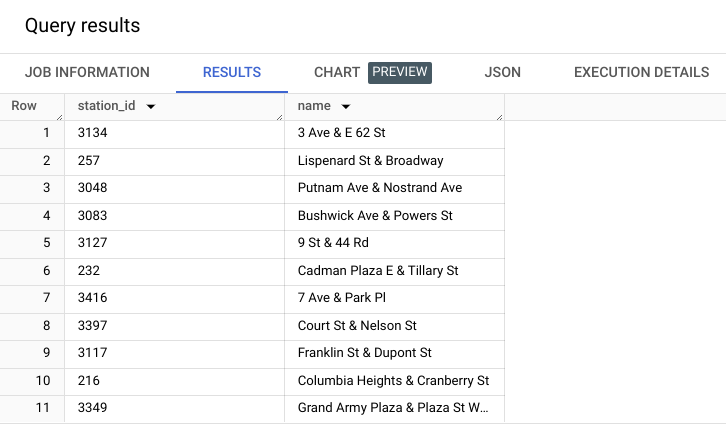 Query results
JOB INFORMATION RESULTS CHART PREVIEW JSON EXECUTION DETAILS
Row station_id name
1 3134 3 Ave & E 62 St
2 257 Lispenard St & Broadway
3 3048 Putnam Ave & Nostrand Ave
4 3083 Bushwick Ave & Powers St
5 3127 9 St & 44 Rd
6 232 Cadman Plaza E & Tillary St
7 3416 7 Ave & Park Pl
8 3397 Court St & Nelson St
9 3117 Franklin St & Dupont St
10 216 Columbia Heights & Cranberry St
11 3349 Grand Army Plaza & Plaza St W...